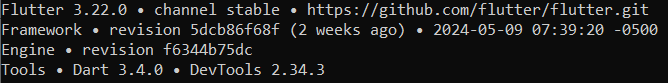 Flutter 3.22.0 • channel stable • https://github.com/flutter/flutter.git
Framework • revision 5dcb86f68f (2 weeks ago) • 2024-05-09 07:39:20 -0500
Engine • revision f6344b75dc
Tools • Dart 3.4.0 • DevTools 2.34.3